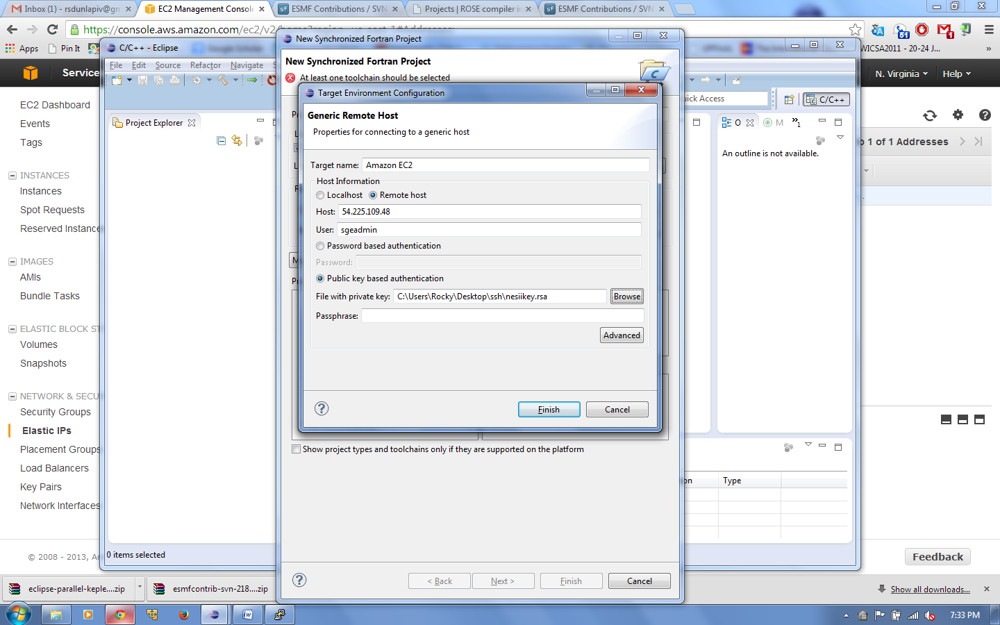 Inbox (1) - rsdunlapiv@gm
EC2 Management Consol
ESMF Contributions / SVN
Projects | ROSE compiler i
ESMF Contributions / SVN
https://console.aws.amazon.com/ec2/v2/
Apps
Pin It
WICSA2011 - 20-24 J...
»
Service
N. Virginia
Help
EC2 Dashboard
Events
Tags
INSTANCES
Instances
Spot Requests
Reserved Instance
IMAGES
AMIs
Bundle Tasks
ELASTIC BLOCK ST
Volumes
Snapshots
NETWORK & SECU
Security Groups
Elastic IPs
Placement Groups
Load Balancers
Key Pairs
Network Interfaces
© 2008 - 2013, A
1 of 1 Addresses
Feedback
C/C++ - Eclipse
File Edit Source Refactor Navigate S
uick Access
C/C++
Project Explorer
O
M
»1
An outline is not available.
on
Type
0 items selected
New Synchronized Fortran Project
New Synchronized Fortran Project
At least one toolchain should be selected
Target Environment Configuration
Generic Remote Host
Properties for connecting to a generic host
Target name: Amazon EC2
Host Information
Localhost Remote host
Host: 54.225.109.48
User: sgeadmin
Password based authentication
Password:
Public key based authentication
File with private key: C:\Users\Rocky\Desktop\ssh\nesiikey.rsa Browse
Passphrase:
Advanced
Finish Cancel
Show project types and toolchains only if they are supported on the platform
< Back Next > Finish Cancel
eclipse-parallel-keple....zip
esmfcontrib-svn-218....zip
Show all downloads...
7:33 PM